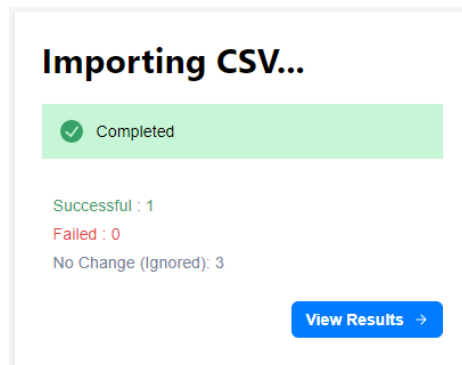 Importing CSV...
Completed
Successful : 1
Failed : 0
No Change (Ignored): 3
View Results →